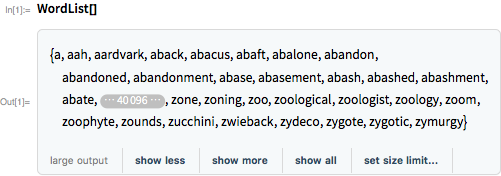 In[1]:= WordList[]
Out[1]= {a, aah, aardvark, aback, abacus, abaft, abalone, abandon,
abandoned, abandonment, abase, abasement, abash, abashed, abashment,
abate, ⋯ 40 096 ⋯, zone, zoning, zoo, zoological, zoologist, zoology, zoom,
zoophyte, zounds, zucchini, zwieback, zydeco, zygote, zygotic, zymurgy}
large output show less show more show all set size limit...